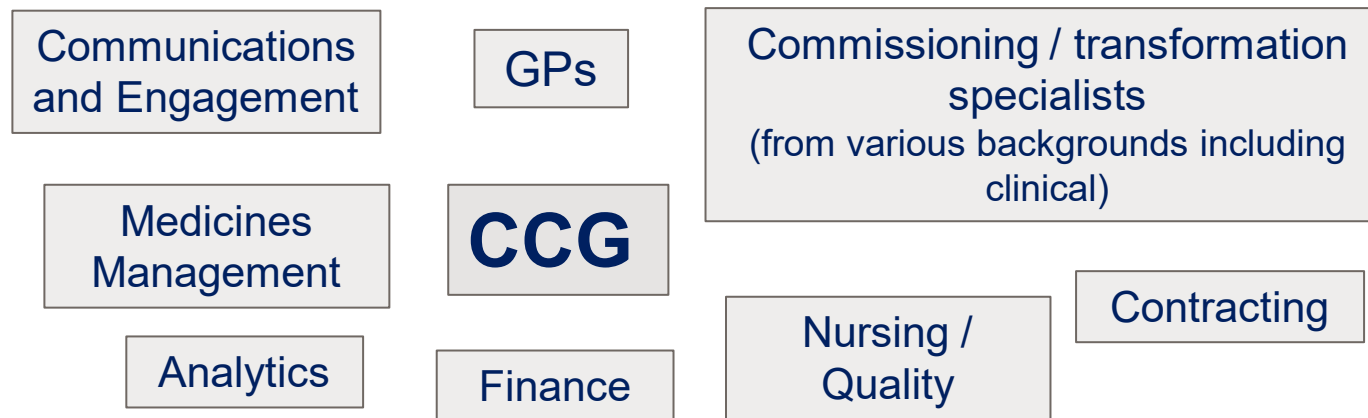 Communications
and Engagement
GPs
Commissioning / transformation
specialists
(from various backgrounds including
clinical)
Medicines
Management
CCG
Contracting
Nursing /
Quality
Analytics
Finance